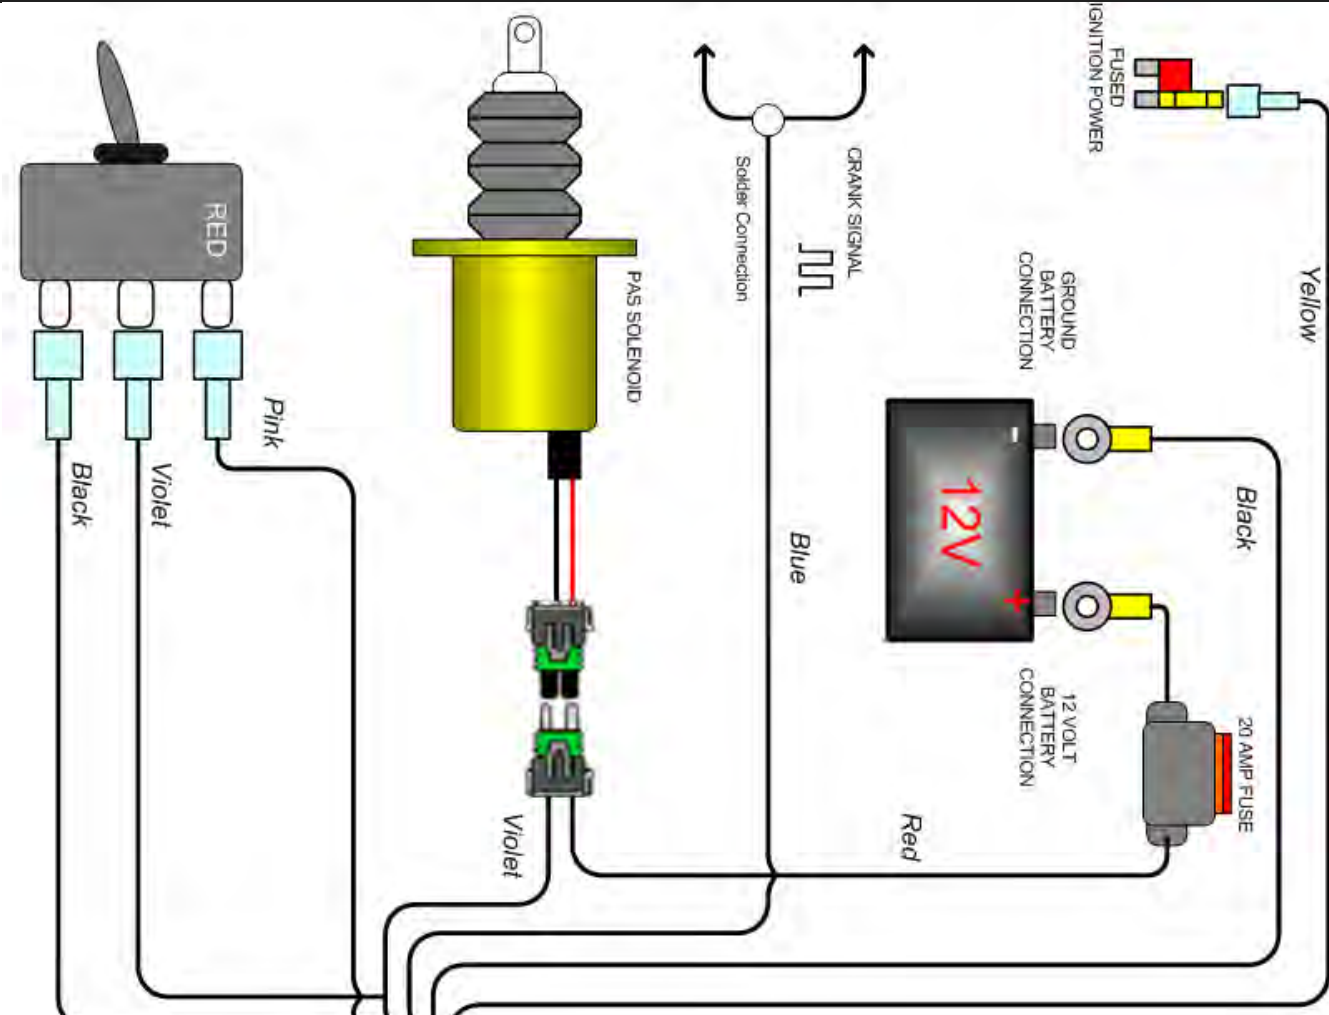 FUSED
IGNITION POWER
RED
CRANK SIGNAL
Solder Connection
PAS SOLENOID
GROUND
BATTERY
CONNECTION
Yellow
Pink
Black
Violet
-
12V
+
Blue
Black
12 VOLT
BATTERY
CONNECTION
20 AMP FUSE
Violet
Red